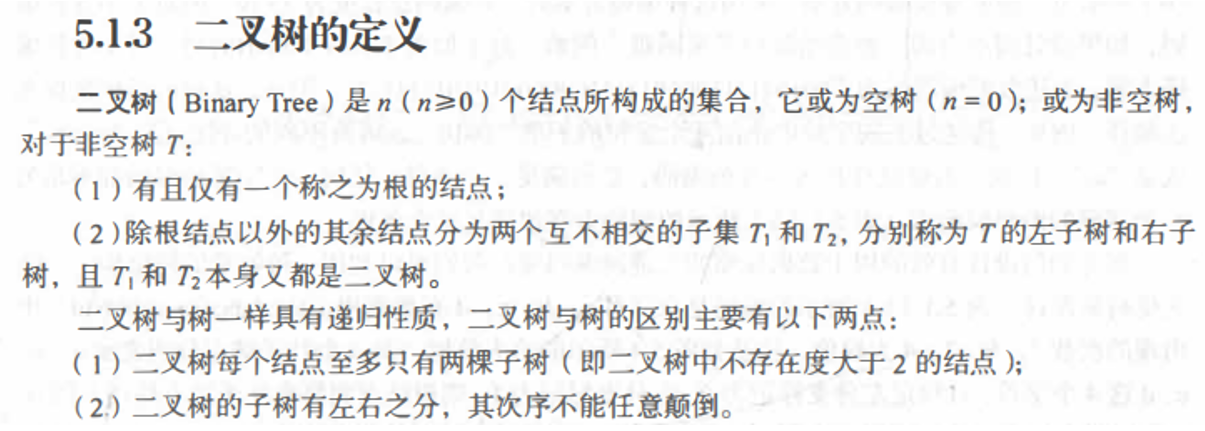 5.1.3 二叉树的定义
二叉树（Binary Tree）是 n（n≥0）个结点所构成的集合，它或为空树（n = 0）；或为非空树，
对于非空树 T：
（1）有且仅有一个称之为根的结点；
（2）除根结点以外的其余结点分为两个互不相交的子集 T₁ 和 T₂，分别称为 T 的左子树和右子
树，且 T₁ 和 T₂ 本身又都是二叉树。
二叉树与树一样具有递归性质，二叉树与树的区别主要有以下两点：
（1）二叉树每个结点至多只有两棵子树（即二叉树中不存在度大于 2 的结点）；
（2）二叉树的子树有左右之分，其次序不能任意颠倒。